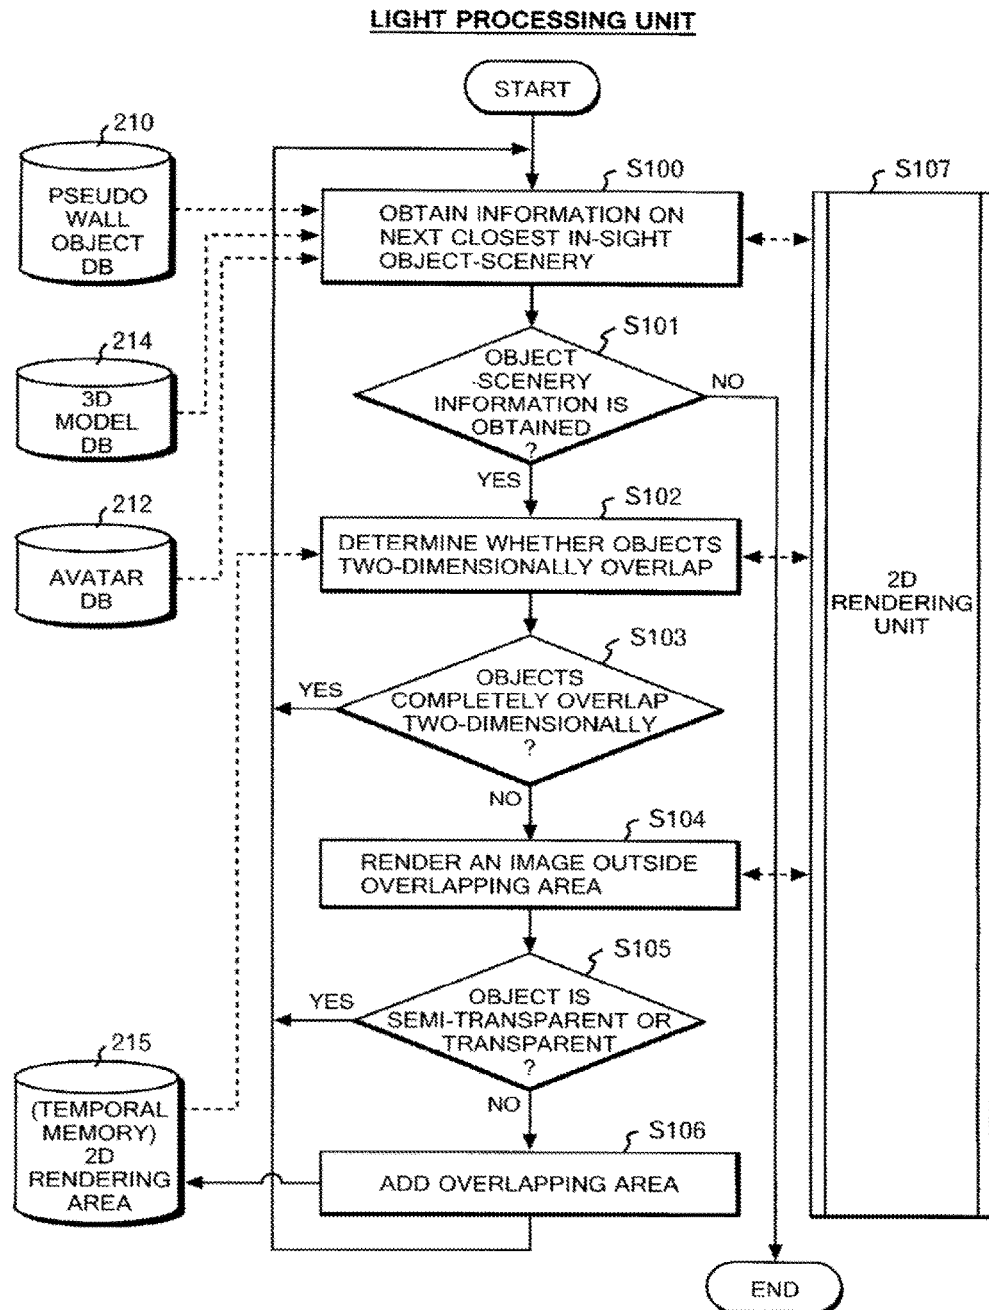 LIGHT PROCESSING UNIT
START
210
PSEUDO
WALL
OBJECT
DB
S100
OBTAIN INFORMATION ON
NEXT CLOSEST IN-SIGHT
OBJECT-SCENERY
S107
2D
RENDERING
UNIT
214
3D
MODEL
DB
S101
OBJECT
-SCENERY
INFORMATION IS
OBTAINED
?
NO
YES
212
AVATAR
DB
S102
DETERMINE WHETHER OBJECTS
TWO-DIMENSIONALLY OVERLAP
S103
OBJECTS
COMPLETELY OVERLAP
TWO-DIMENSIONALLY
?
YES
NO
S104
RENDER AN IMAGE OUTSIDE
OVERLAPPING AREA
S105
OBJECT IS
SEMI-TRANSPARENT OR
TRANSPARENT
?
YES
NO
215
(TEMPORAL
MEMORY)
2D
RENDERING
AREA
S106
ADD OVERLAPPING AREA
END